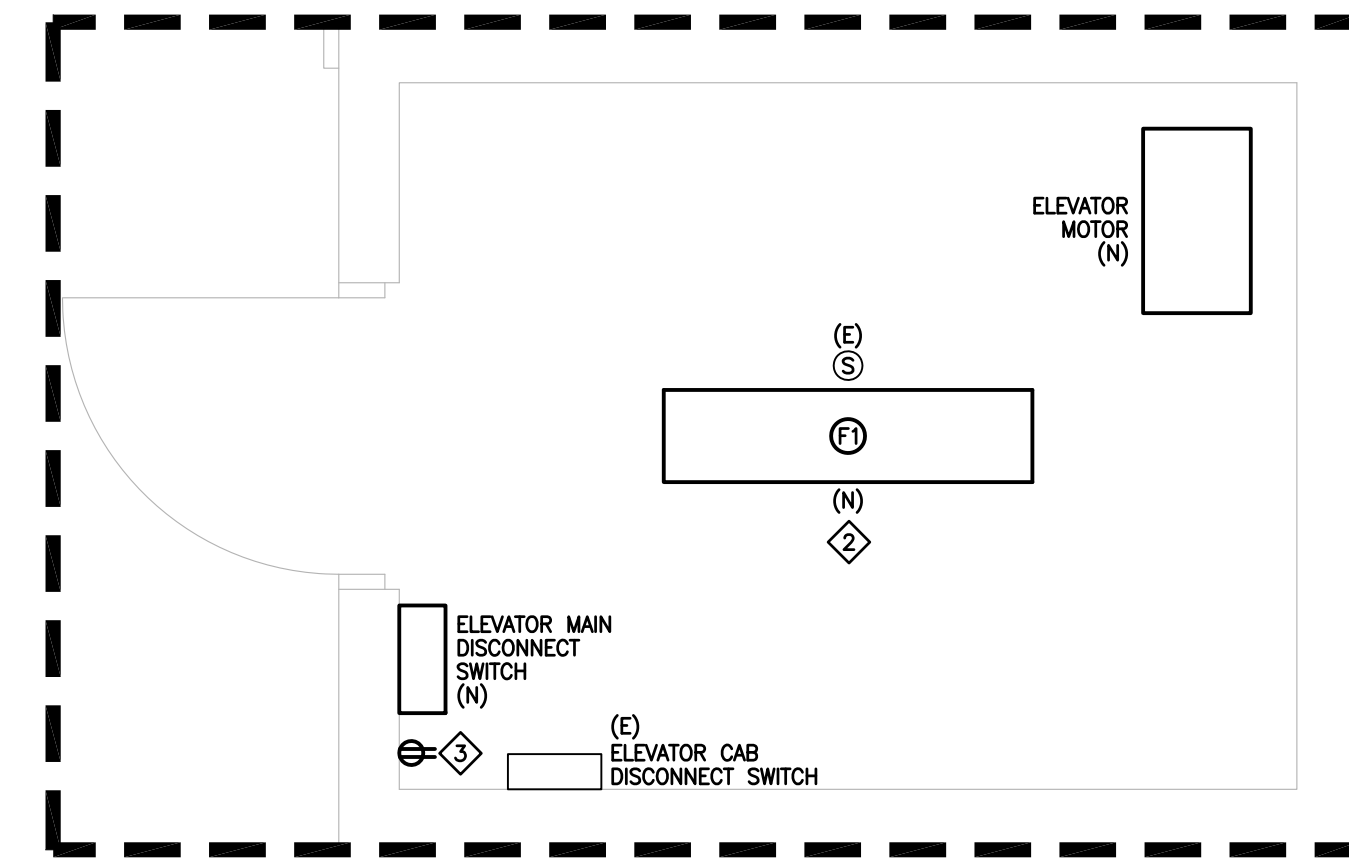 ELEVATOR
MOTOR
(N)
(E)
S
F1
(N)
2
ELEVATOR MAIN
DISCONNECT
SWITCH
(N)
3
(E)
ELEVATOR CAB
DISCONNECT SWITCH